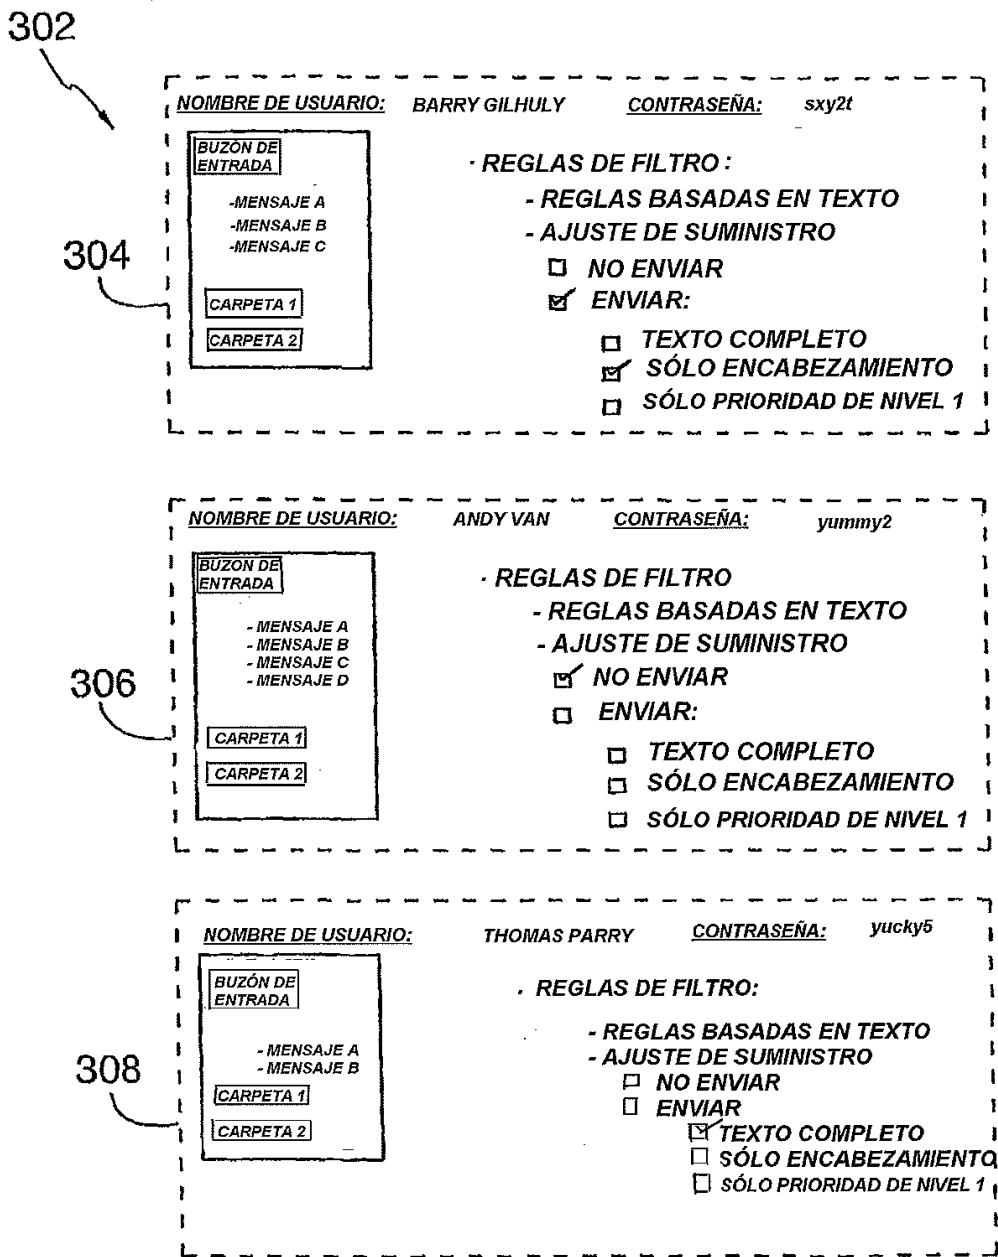 302
NOMBRE DE USUARIO: BARRY GILHULY CONTRASEÑA: sxy2t
BUZÓN DE
ENTRADA
-MENSAJE A
-MENSAJE B
-MENSAJE C
CARPETA 1
CARPETA 2
304
· REGLAS DE FILTRO :
- REGLAS BASADAS EN TEXTO
- AJUSTE DE SUMINISTRO
NO ENVIAR
ENVIAR:
TEXTO COMPLETO
SÓLO ENCABEZAMIENTO
SÓLO PRIORIDAD DE NIVEL 1
NOMBRE DE USUARIO: ANDY VAN CONTRASEÑA: yummy2
BUZON DE
ENTRADA
- MENSAJE A
- MENSAJE B
- MENSAJE C
- MENSAJE D
CARPETA 1
CARPETA 2
306
· REGLAS DE FILTRO
- REGLAS BASADAS EN TEXTO
- AJUSTE DE SUMINISTRO
NO ENVIAR
ENVIAR:
TEXTO COMPLETO
SÓLO ENCABEZAMIENTO
SÓLO PRIORIDAD DE NIVEL 1
NOMBRE DE USUARIO: THOMAS PARRY CONTRASEÑA: yucky5
BUZÓN DE
ENTRADA
- MENSAJE A
- MENSAJE B
CARPETA 1
CARPETA 2
308
· REGLAS DE FILTRO:
- REGLAS BASADAS EN TEXTO
- AJUSTE DE SUMINISTRO
NO ENVIAR
ENVIAR
TEXTO COMPLETO
SÓLO ENCABEZAMIENTO
SÓLO PRIORIDAD DE NIVEL 1